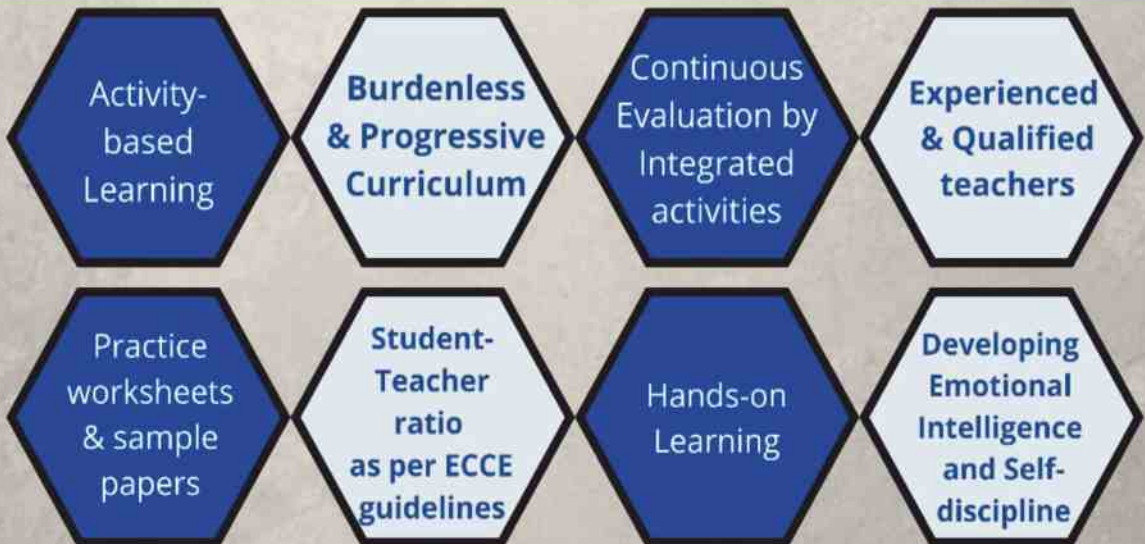 Activity-
based
Learning
Burdenless
& Progressive
Curriculum
Continuous
Evaluation by
Integrated
activities
Experienced
& Qualified
teachers
Practice
worksheets
& sample
papers
Student-
Teacher
ratio
as per ECCE
guidelines
Hands-on
Learning
Developing
Emotional
Intelligence
and Self-
discipline